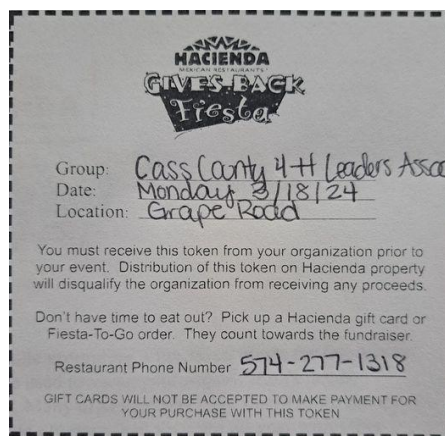 HACIENDA
MEXICAN RESTAURANTS
GIVES BACK
Fiesta
Group: Cass County 4-H Leaders Assoc
Date: Monday 3/18/24
Location: Grape Road
You must receive this token from your organization prior to
your event. Distribution of this token on Hacienda property
will disqualify the organization from receiving any proceeds.
Don't have time to eat out? Pick up a Hacienda gift card or
Fiesta-To-Go order. They count towards the fundraiser.
Restaurant Phone Number 574-277-1318
GIFT CARDS WILL NOT BE ACCEPTED TO MAKE PAYMENT FOR
YOUR PURCHASE WITH THIS TOKEN